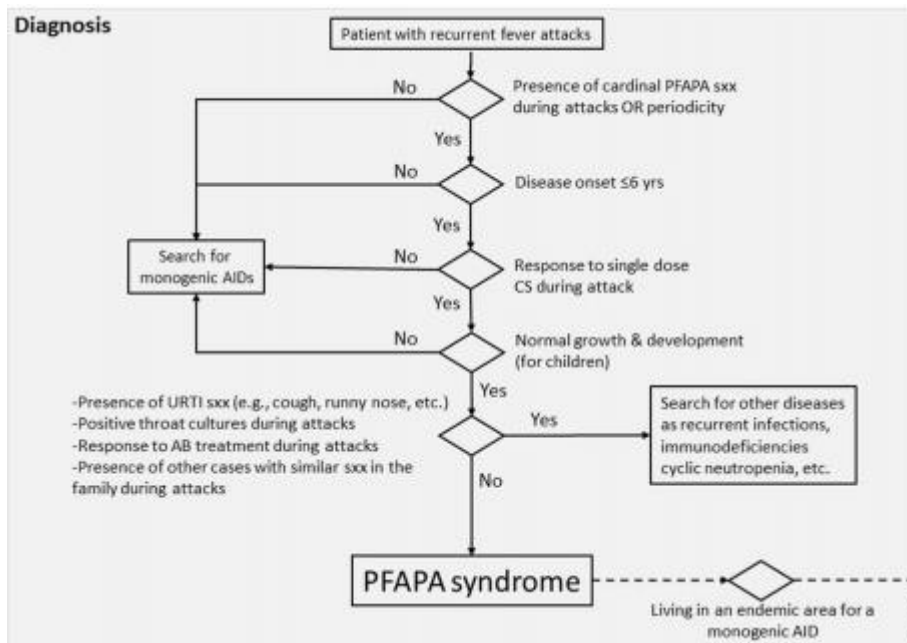 Diagnosis
Patient with recurrent fever attacks
No
Presence of cardinal PFAPA sxx
during attacks OR periodicity
Yes
No
Disease onset ≤6 yrs
Yes
Search for
monogenic AIDs
No
Response to single dose
CS during attack
Yes
No
Normal growth & development
(for children)
Yes
-Presence of URTI sxx (e.g., cough, runny nose, etc.)
-Positive throat cultures during attacks
-Response to AB treatment during attacks
-Presence of other cases with similar sxx in the
family during attacks
Yes
Search for other diseases
as recurrent infections,
immunodeficiencies
cyclic neutropenia, etc.
No
PFAPA syndrome
Living in an endemic area for a
monogenic AID